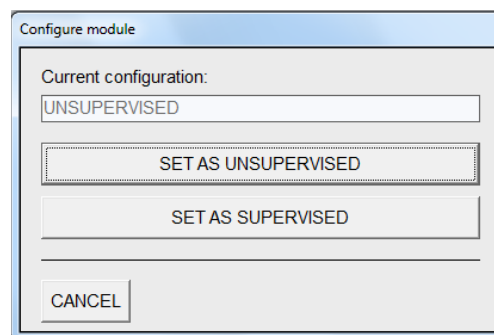 Configure module
Current configuration:
UNSUPERVISED
SET AS UNSUPERVISED
SET AS SUPERVISED
CANCEL